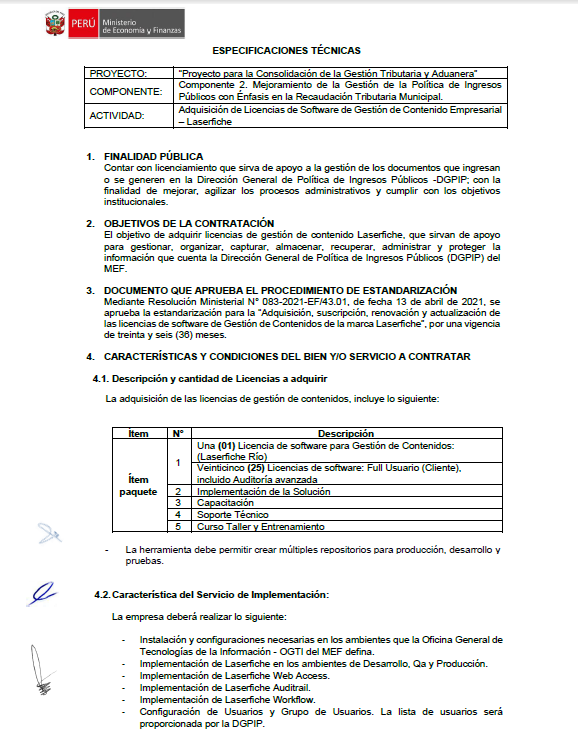 PERÚ
Ministerio
de Economía y Finanzas
ESPECIFICACIONES TÉCNICAS
PROYECTO: "Proyecto para la Consolidación de la Gestión Tributaria y Aduanera"
COMPONENTE: Componente 2. Mejoramiento de la Gestión de la Política de Ingresos
Públicos con Énfasis en la Recaudación Tributaria Municipal.
ACTIVIDAD: Adquisición de Licencias de Software de Gestión de Contenido Empresarial
– Laserfiche
1. FINALIDAD PÚBLICA
Contar con licenciamiento que sirva de apoyo a la gestión de los documentos que ingresan
o se generen en la Dirección General de Política de Ingresos Públicos -DGPIP; con la
finalidad de mejorar, agilizar los procesos administrativos y cumplir con los objetivos
institucionales.
2. OBJETIVOS DE LA CONTRATACIÓN
El objetivo de adquirir licencias de gestión de contenido Laserfiche, que sirvan de apoyo
para gestionar, organizar, capturar, almacenar, recuperar, administrar y proteger la
información que cuenta la Dirección General de Política de Ingresos Públicos (DGPIP) del
MEF.
3. DOCUMENTO QUE APRUEBA EL PROCEDIMIENTO DE ESTANDARIZACIÓN
Mediante Resolución Ministerial N° 083-2021-EF/43.01, de fecha 13 de abril de 2021, se
aprueba la estandarización para la "Adquisición, suscripción, renovación y actualización de
las licencias de software de Gestión de Contenidos de la marca Laserfiche", por una vigencia
de treinta y seis (36) meses.
4. CARACTERÍSTICAS Y CONDICIONES DEL BIEN Y/O SERVICIO A CONTRATAR
4.1. Descripción y cantidad de Licencias a adquirir
La adquisición de las licencias de gestión de contenidos, incluye lo siguiente:
Ítem N° Descripción
Ítem
paquete
1 Una (01) Licencia de software para Gestión de Contenidos:
(Laserfiche Río)
Veinticinco (25) Licencias de software: Full Usuario (Cliente),
incluido Auditoría avanzada
2 Implementación de la Solución
3 Capacitación
4 Soporte Técnico
5 Curso Taller y Entrenamiento
- La herramienta debe permitir crear múltiples repositorios para producción, desarrollo y
pruebas.
4.2. Característica del Servicio de Implementación:
La empresa deberá realizar lo siguiente:
- Instalación y configuraciones necesarias en los ambientes que la Oficina General de
Tecnologías de la Información - OGTI del MEF defina.
- Implementación de Laserfiche en los ambientes de Desarrollo, Qa y Producción.
- Implementación de Laserfiche Web Access.
- Implementación de Laserfiche Auditrail.
- Implementación de Laserfiche Workflow.
- Configuración de Usuarios y Grupo de Usuarios. La lista de usuarios será
proporcionada por la DGPIP.